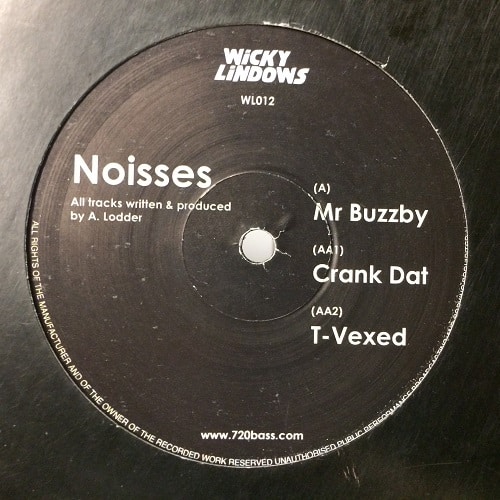 WiCKY
LiNDOWS
WL012
Noisses
All tracks written & produced
by A. Lodder
(A)
Mr Buzzby
(AA1)
Crank Dat
(AA2)
T-Vexed
www.720bass.com
ALL RIGHTS OF THE MANUFACTURER AND OF THE OWNER OF THE RECORDED WORK RESERVED UNAUTHORISED PUBLIC PERFORMANCE BROADCASTING